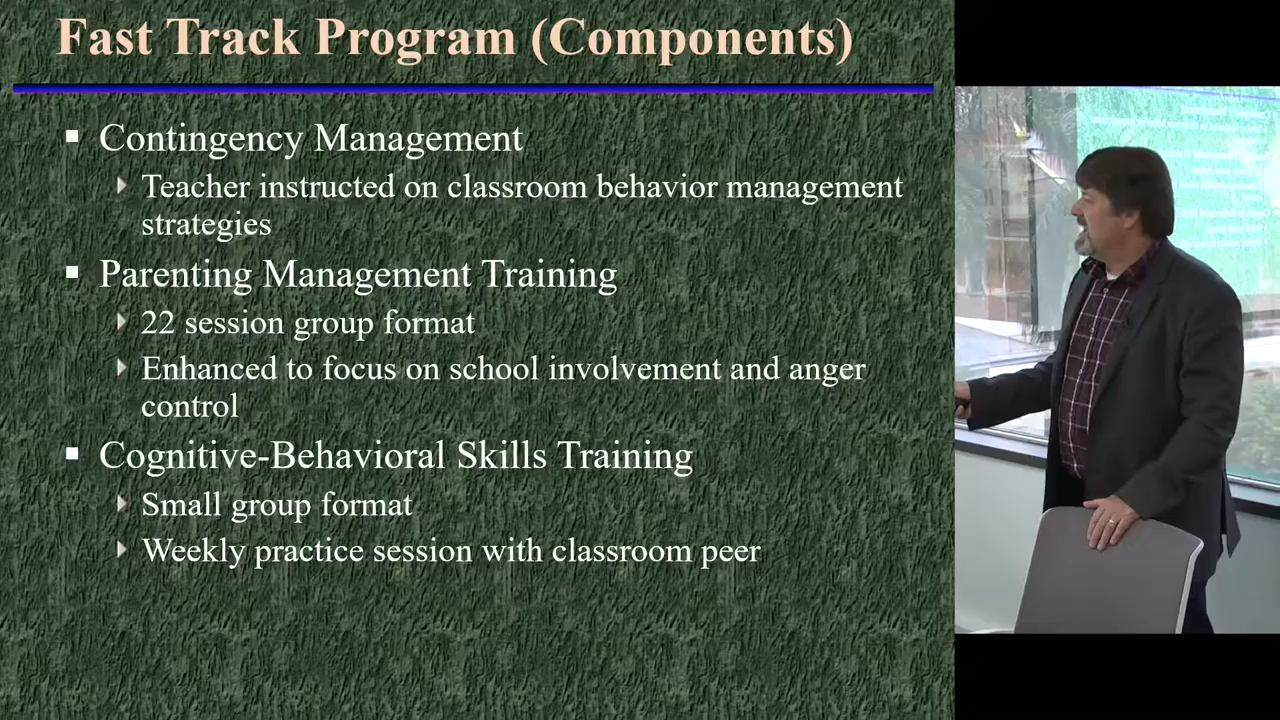 Fast Track Program (Components)
Contingency Management
Teacher instructed on classroom behavior management
strategies
Parenting Management Training
22 session group format
Enhanced to focus on school involvement and anger
control
Cognitive-Behavioral Skills Training
Small group format
Weekly practice session with classroom peer